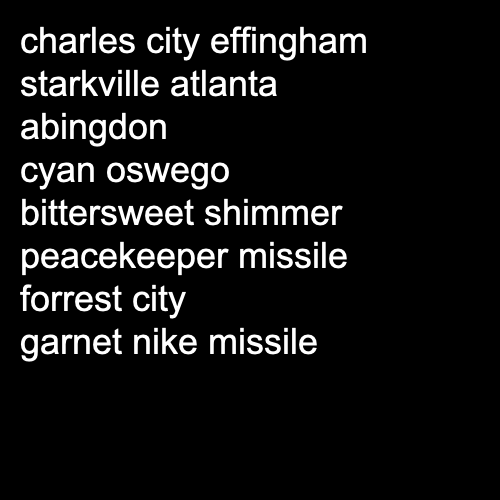 charles city effingham
starkville atlanta
abingdon
cyan oswego
bittersweet shimmer
peacekeeper missile
forrest city
garnet nike missile